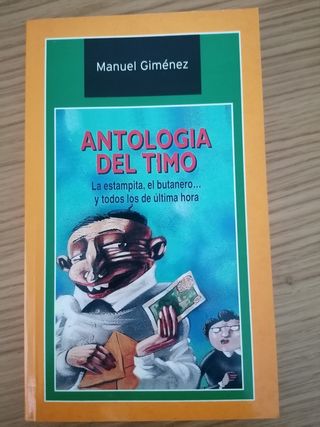 Manuel Giménez
ANTOLOGIA
DEL TIMO
La estampita, el butanero...
y todos los de última hora